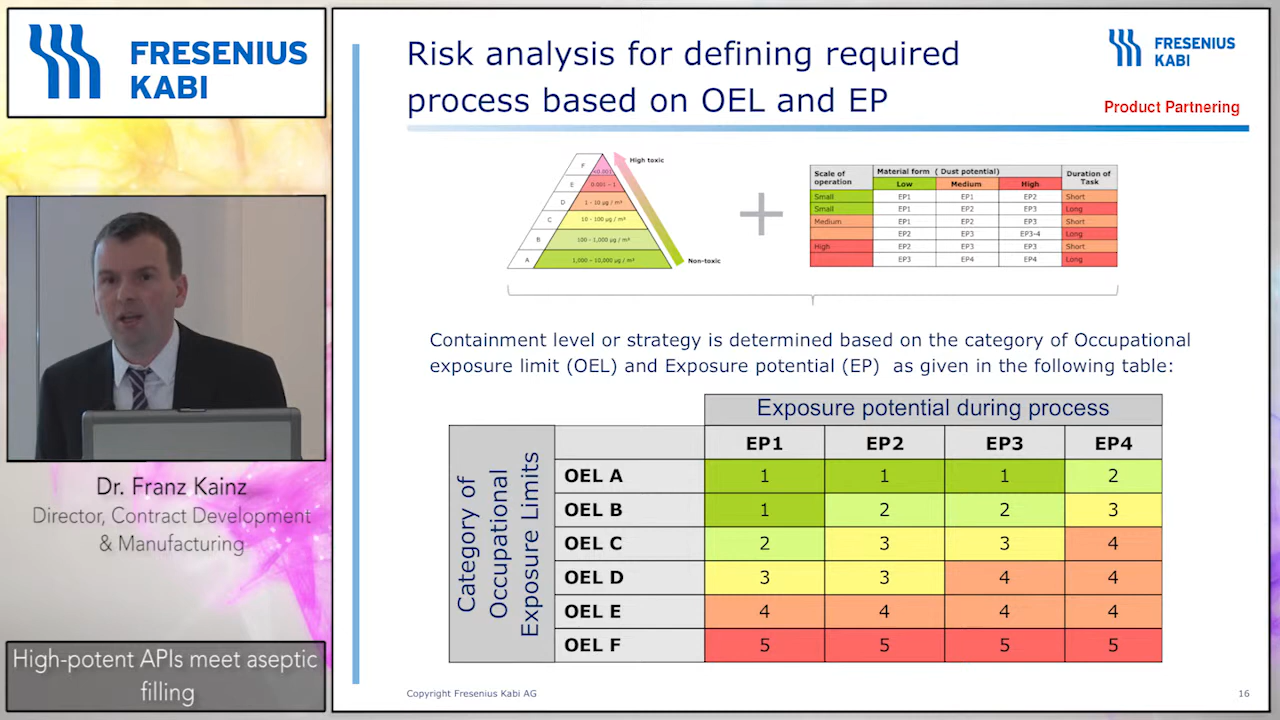 FRESENIUS
KABI
Dr. Franz Kainz
Director, Contract Development
& Manufacturing
High-potent APIs meet aseptic
filling
Risk analysis for defining required
process based on OEL and EP
FRESENIUS
KABI
Product Partnering
F <0.001 High toxic
E 0.001 - 1
D 1 - 10 µg / m³
C 10 - 100 µg / m³
B 100 - 1,000 µg / m³
A 1,000 - 10,000 µg / m³ Non-toxic
Scale of operation Material form ( Dust potential) Duration of Task
Low Medium High
Small EP1 EP1 EP2 Short
Small EP1 EP2 EP3 Long
Medium EP1 EP2 EP3 Short
EP2 EP3 EP3-4 Long
High EP2 EP3 EP3 Short
EP3 EP4 EP4 Long
Containment level or strategy is determined based on the category of Occupational
exposure limit (OEL) and Exposure potential (EP) as given in the following table:
Exposure potential during process
Category of
Occupational
Exposure Limits
EP1 EP2 EP3 EP4
OEL A 1 1 1 2
OEL B 1 2 2 3
OEL C 2 3 3 4
OEL D 3 3 4 4
OEL E 4 4 4 4
OEL F 5 5 5 5
Copyright Fresenius Kabi AG
16